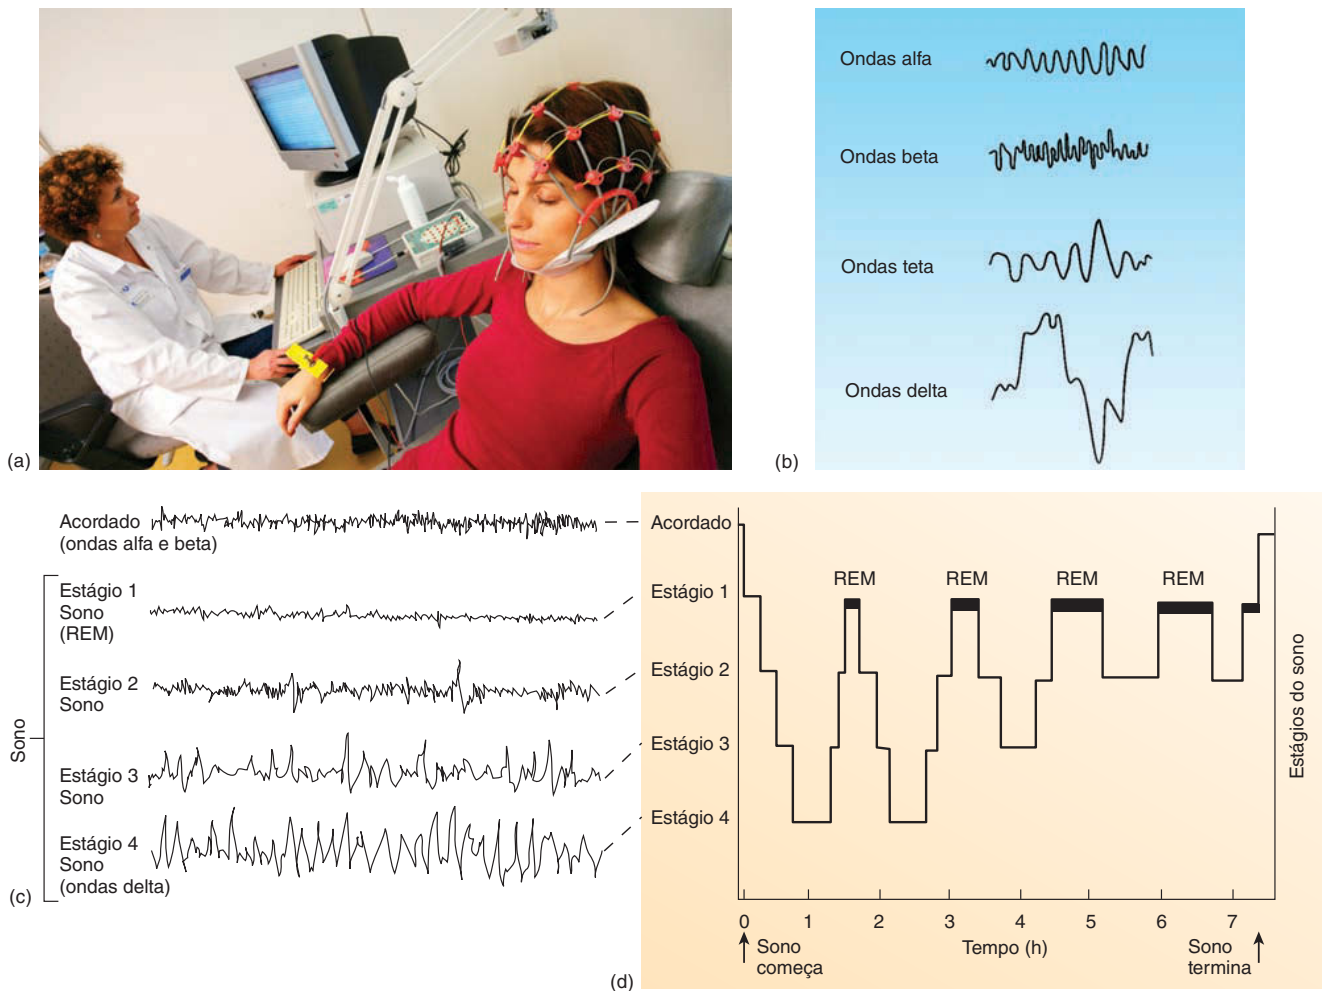 (a)
(b)
Ondas alfa
Ondas beta
Ondas teta
Ondas delta
(c)
Acordado
(ondas alfa e beta)
Estágio 1
Sono
(REM)
Estágio 2
Sono
Estágio 3
Sono
Estágio 4
Sono
(ondas delta)
Sono
(d)
Acordado
Estágio 1
Estágio 2
Estágio 3
Estágio 4
REM
REM
REM
REM
Estágios do sono
0 1 2 3 4 5 6 7
Tempo (h)
Sono
começa
Sono
termina